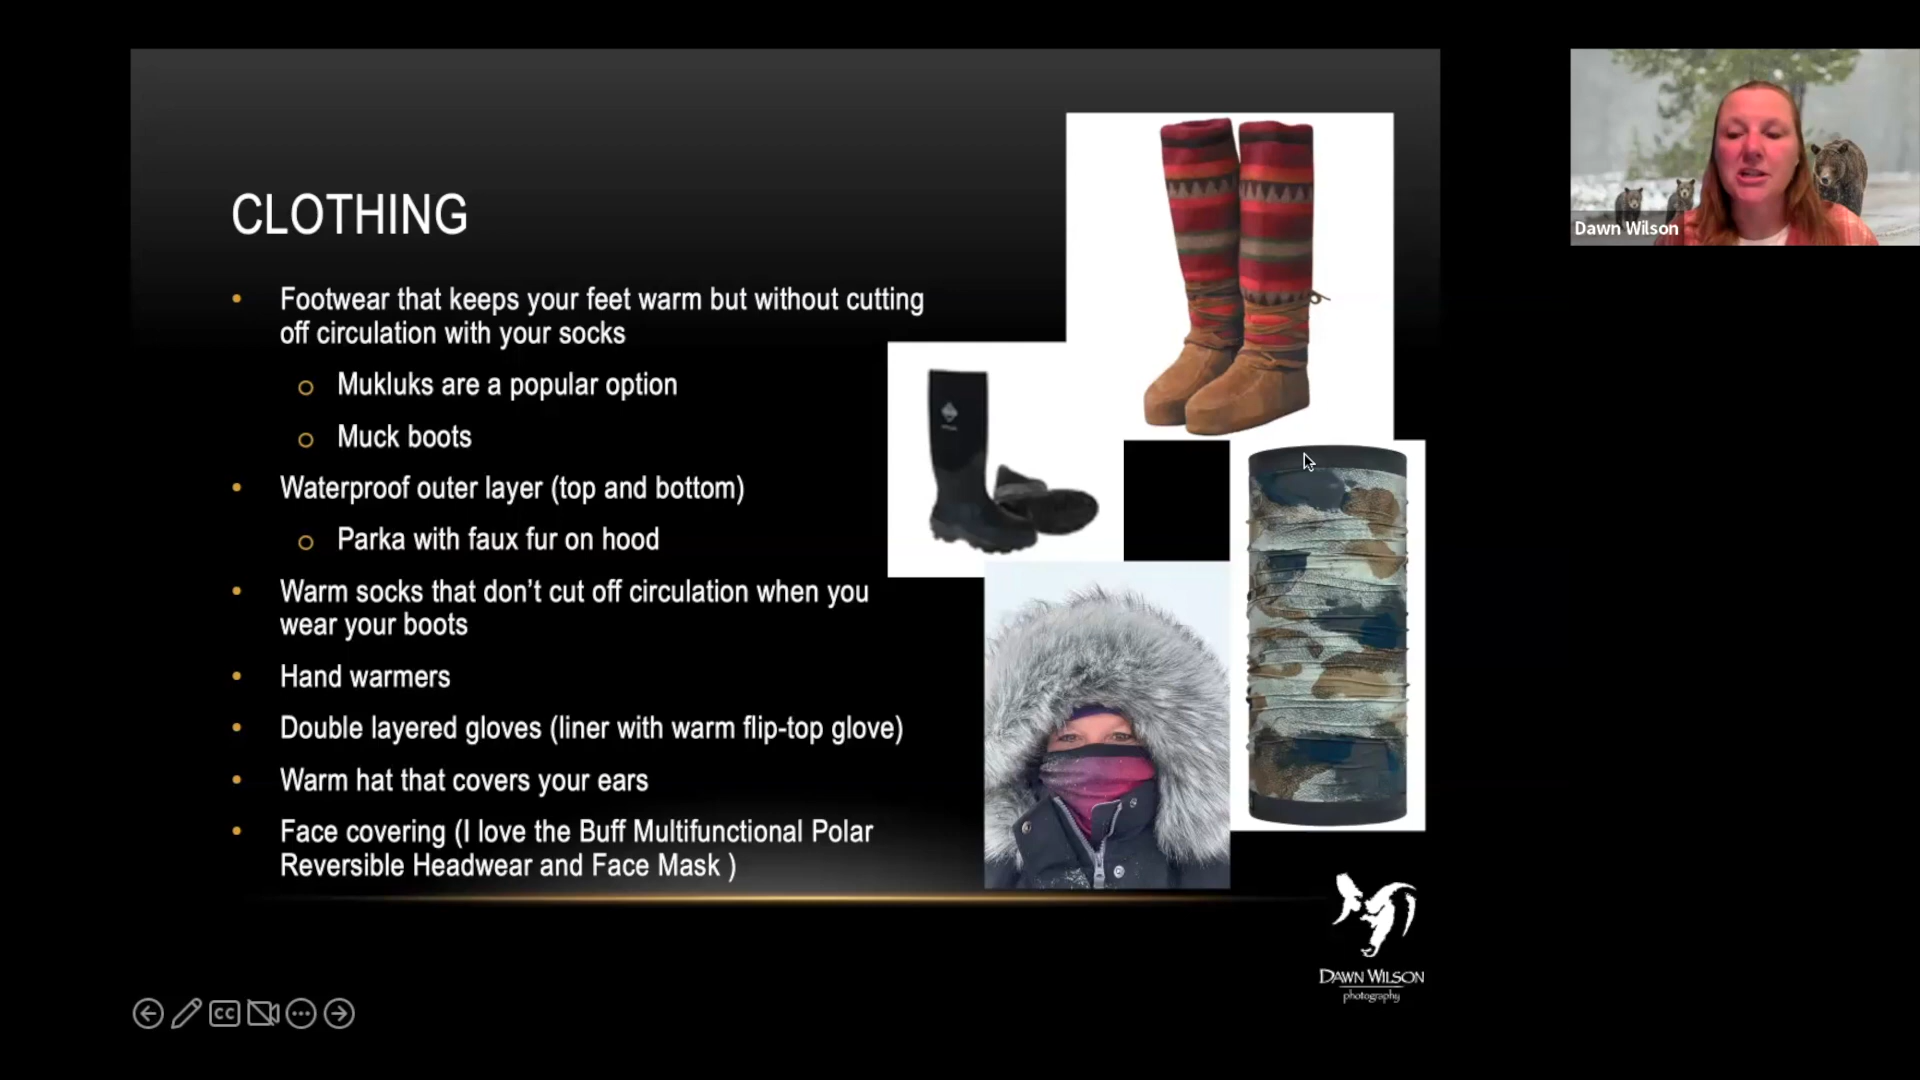 CLOTHING
• Footwear that keeps your feet warm but without cutting
off circulation with your socks
o Mukluks are a popular option
o Muck boots
• Waterproof outer layer (top and bottom)
o Parka with faux fur on hood
• Warm socks that don’t cut off circulation when you
wear your boots
• Hand warmers
• Double layered gloves (liner with warm flip-top glove)
• Warm hat that covers your ears
• Face covering (I love the Buff Multifunctional Polar
Reversible Headwear and Face Mask )
Dawn Wilson
DAWN WILSON
photography
CC